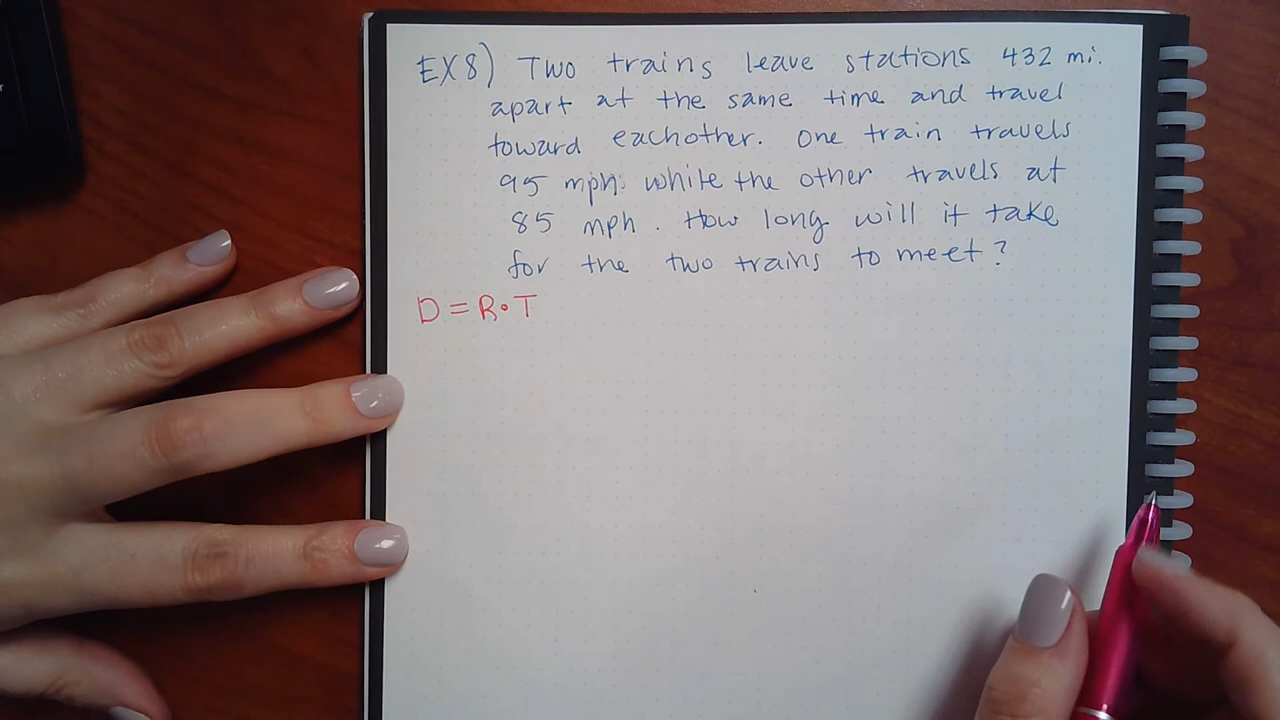 EX8) Two trains leave stations 432 mi.
apart at the same time and travel
toward eachother. One train travels
95 mph. while the other travels at
85 mph. How long will it take
for the two trains to meet?
D = R•T